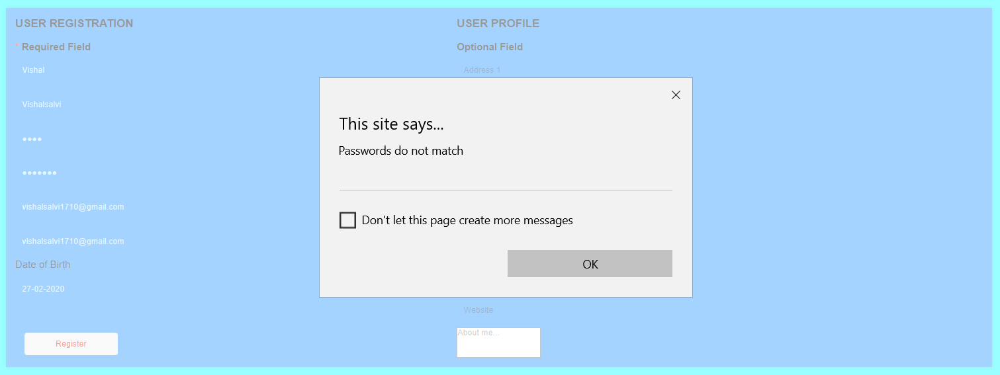 USER REGISTRATION
* Required Field
Vishal
Vishalsalvi
••••
•••••••
vishalsalvi1710@gmail.com
vishalsalvi1710@gmail.com
Date of Birth
27-02-2020
Register
USER PROFILE
Optional Field
Address 1
Website
About me...
This site says...
Passwords do not match
Don't let this page create more messages
OK